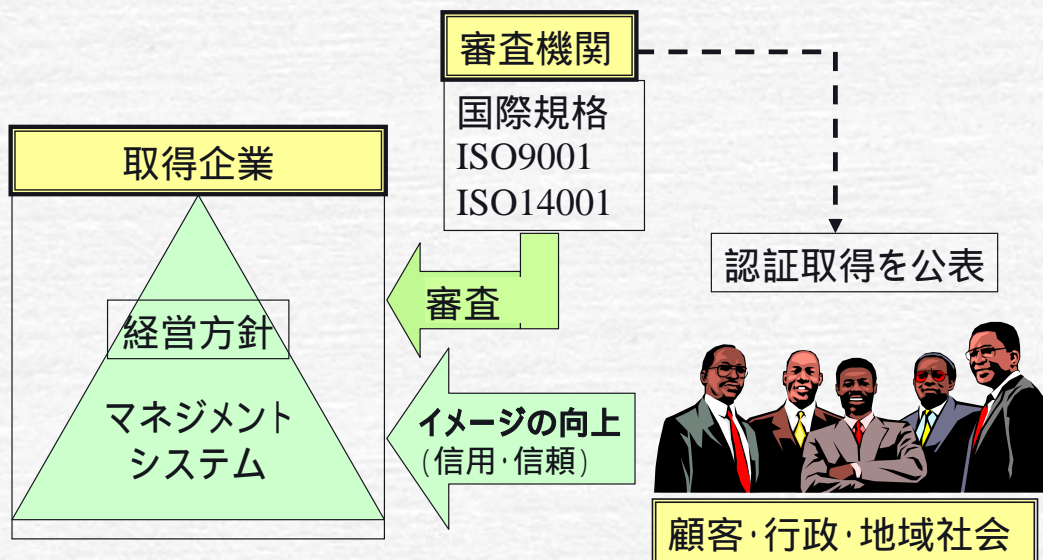 審査機関
国際規格
ISO9001
ISO14001
取得企業
経営方針
マネジメント
システム
審査
認証取得を公表
イメージの向上
(信用･信頼)
顧客･行政･地域社会